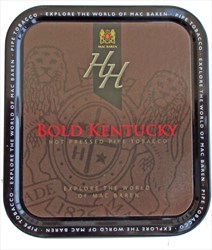 EXPLORE THE WORLD OF MAC BAREN · PIPE TOBACCO
MAC BAREN
HH
BOLD KENTUCKY
HOT PRESSED PIPE TOBACCO
EXPLORE THE WORLD
OF MAC BAREN